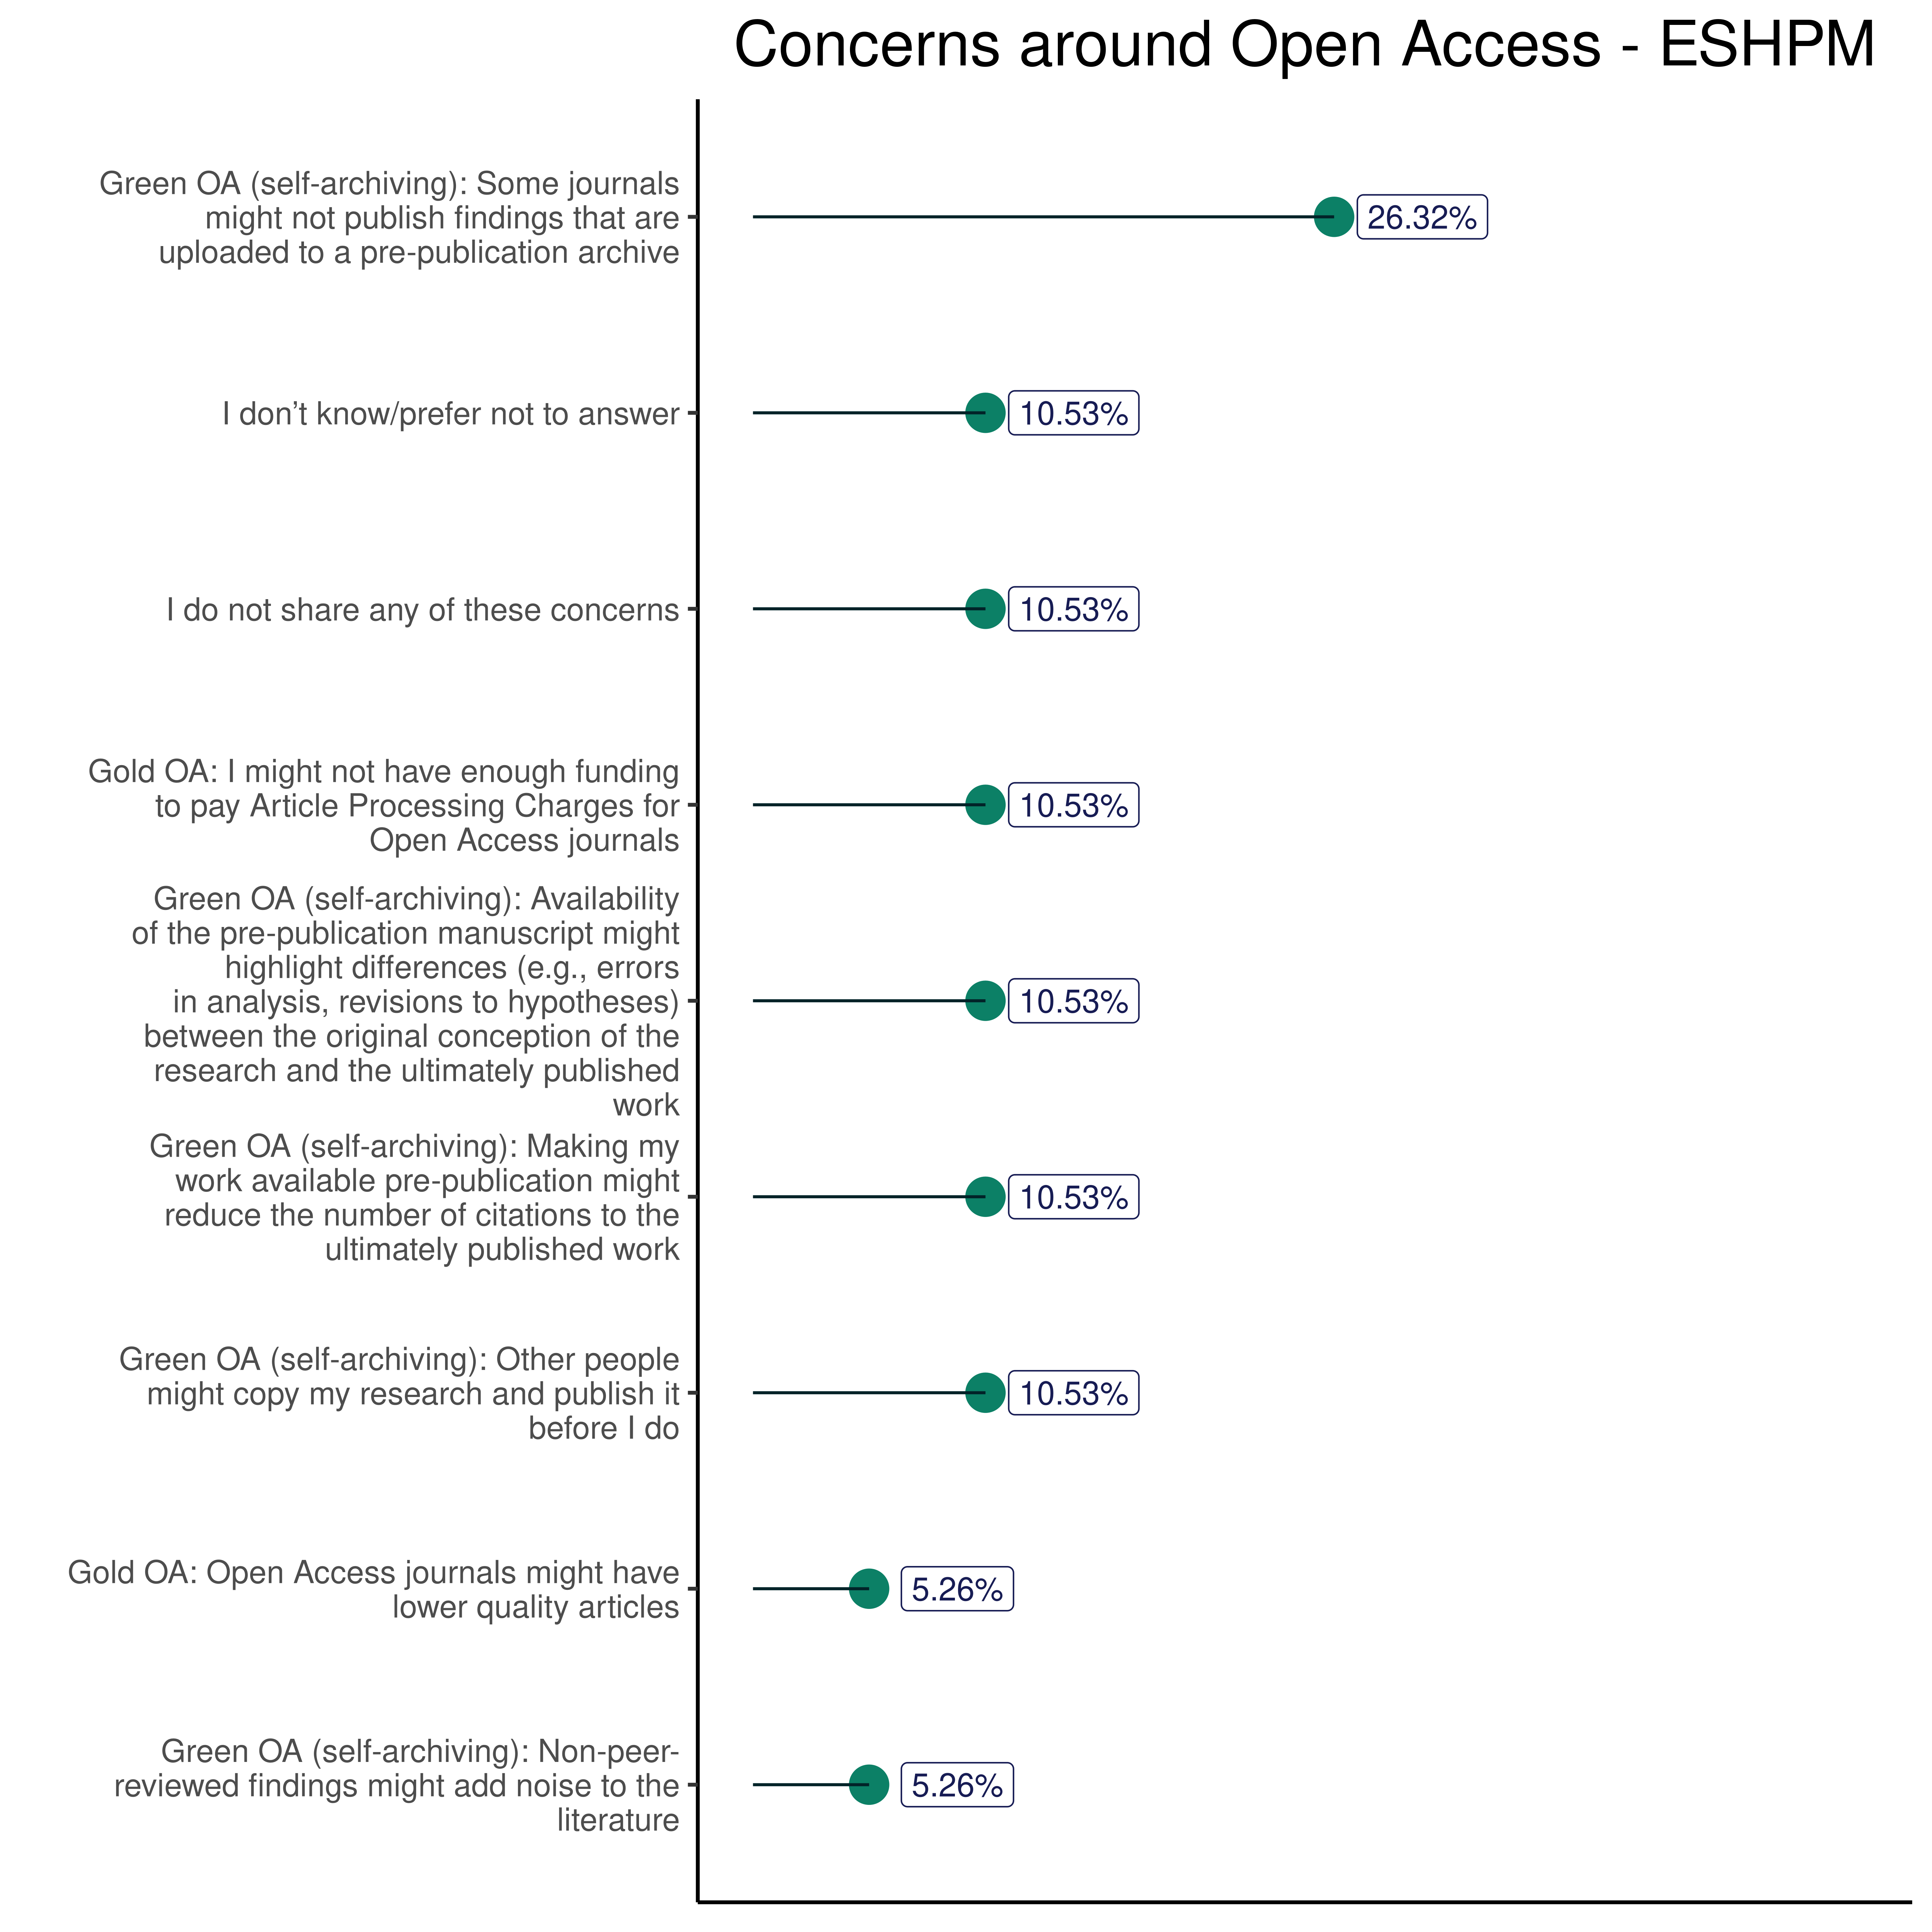 Concerns around Open Access - ESHPM
Green OA (self-archiving): Some journals
might not publish findings that are
uploaded to a pre-publication archive
26.32%
I don’t know/prefer not to answer
10.53%
I do not share any of these concerns
10.53%
Gold OA: I might not have enough funding
to pay Article Processing Charges for
Open Access journals
10.53%
Green OA (self-archiving): Availability
of the pre-publication manuscript might
highlight differences (e.g., errors
in analysis, revisions to hypotheses)
between the original conception of the
research and the ultimately published
work
10.53%
Green OA (self-archiving): Making my
work available pre-publication might
reduce the number of citations to the
ultimately published work
10.53%
Green OA (self-archiving): Other people
might copy my research and publish it
before I do
10.53%
Gold OA: Open Access journals might have
lower quality articles
5.26%
Green OA (self-archiving): Non-peer-
reviewed findings might add noise to the
literature
5.26%